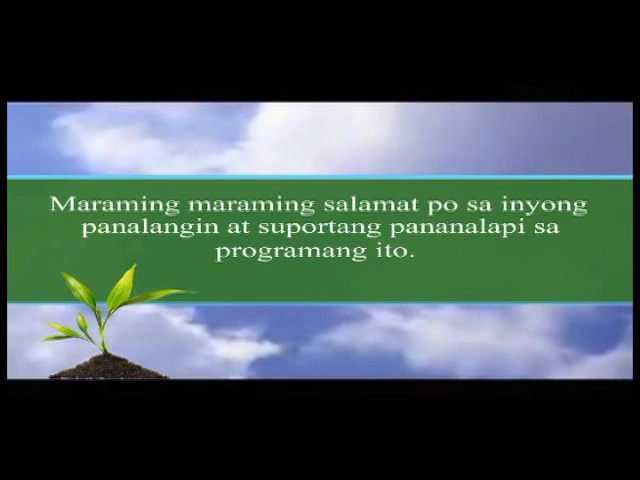 Maraming maraming salamat po sa inyong
panalangin at suportang pananalapi sa
programang ito.